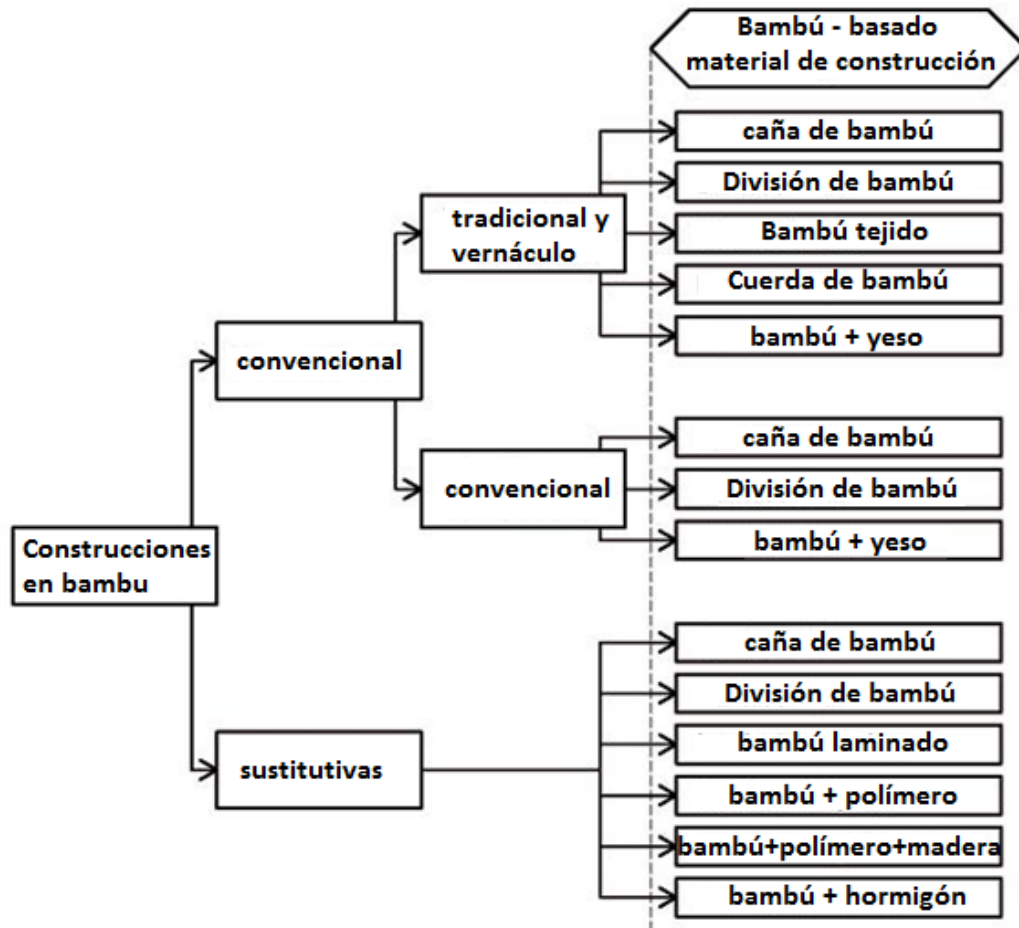 Bambú - basado
material de construcción
caña de bambú
División de bambú
tradicional y
vernáculo
Bambú tejido
Cuerda de bambú
bambú + yeso
convencional
caña de bambú
convencional
División de bambú
bambú + yeso
Construcciones
en bambu
caña de bambú
División de bambú
sustitutivas
bambú laminado
bambú + polímero
bambú+polímero+madera
bambú + hormigón